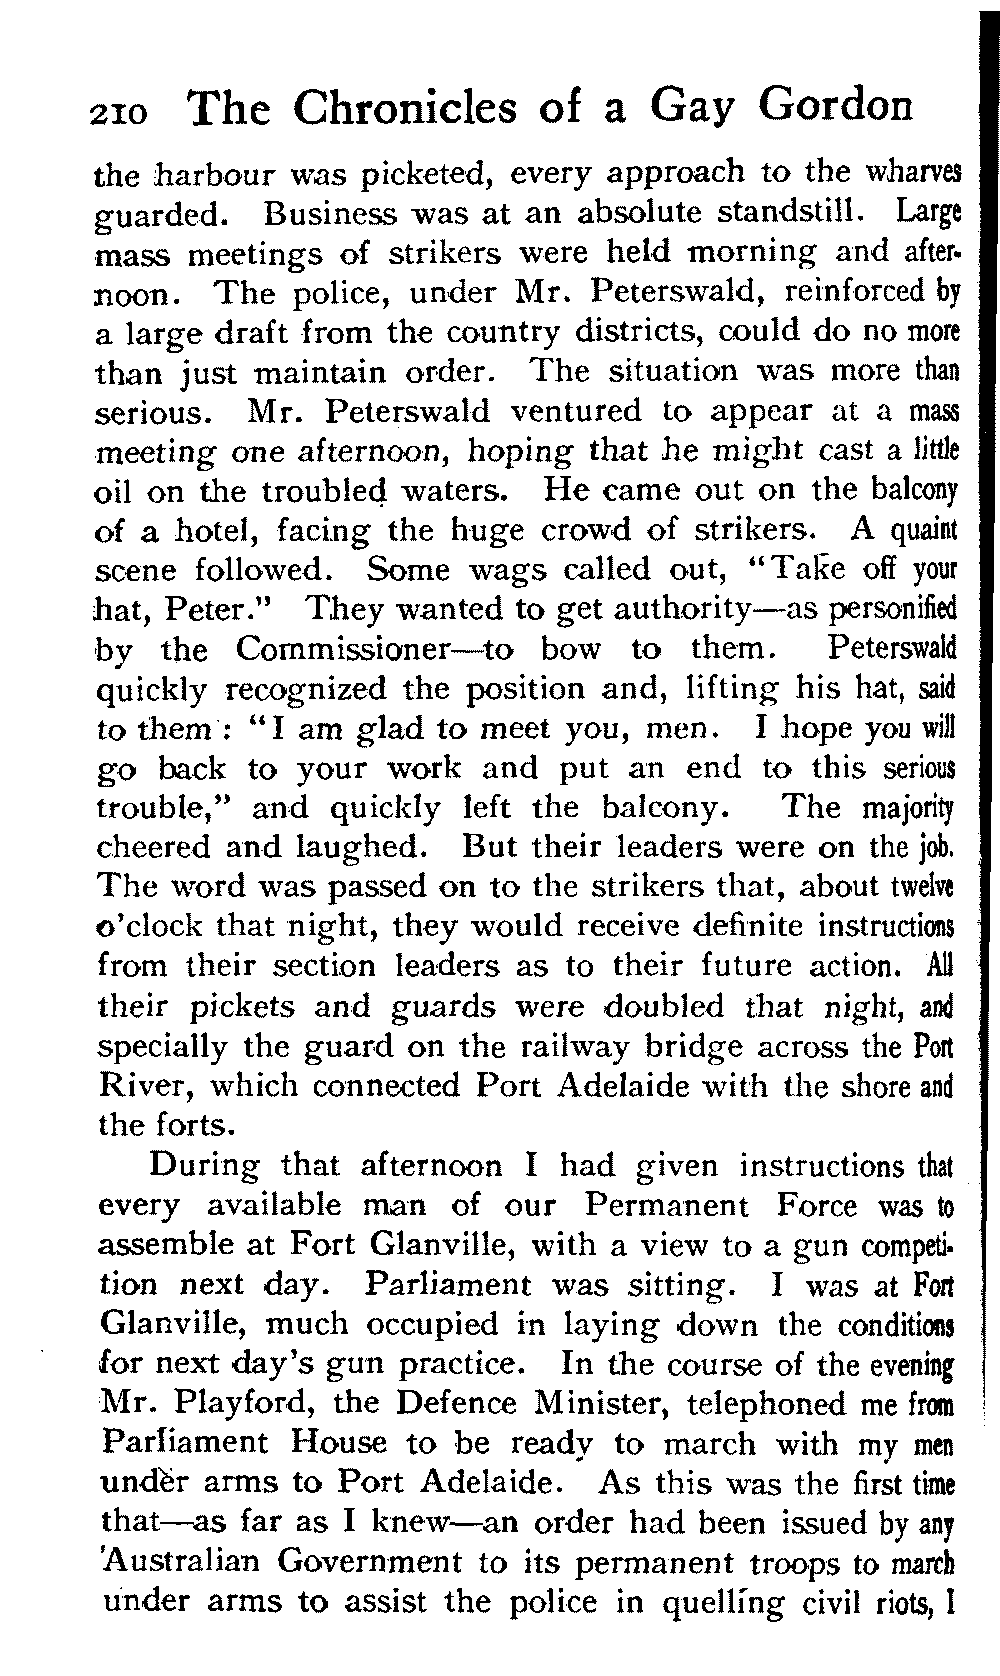 210 The Chronicles of a Gay Gordon
the harbour was picketed, every approach to the wharves
guarded. Business was at an absolute standstill. Large
mass meetings of strikers were held morning and after-
noon. The police, under Mr. Peterswald, reinforced by
a large draft from the country districts, could do no more
than just maintain order. The situation was more than
serious. Mr. Peterswald ventured to appear at a mass
meeting one afternoon, hoping that he might cast a little
oil on the troubled waters. He came out on the balcony
of a hotel, facing the huge crowd of strikers. A quaint
scene followed. Some wags called out, "Take off your
hat, Peter." They wanted to get authority—as personified
by the Commissioner—to bow to them. Peterswald
quickly recognized the position and, lifting his hat, said
to them: "I am glad to meet you, men. I hope you will
go back to your work and put an end to this serious
trouble," and quickly left the balcony. The majority
cheered and laughed. But their leaders were on the job.
The word was passed on to the strikers that, about twelve
o'clock that night, they would receive definite instructions
from their section leaders as to their future action. All
their pickets and guards were doubled that night, and
specially the guard on the railway bridge across the Port
River, which connected Port Adelaide with the shore and
the forts.
During that afternoon I had given instructions that
every available man of our Permanent Force was to
assemble at Fort Glanville, with a view to a gun competi-
tion next day. Parliament was sitting. I was at Fort
Glanville, much occupied in laying down the conditions
for next day's gun practice. In the course of the evening
Mr. Playford, the Defence Minister, telephoned me from
Parliament House to be ready to march with my men
under arms to Port Adelaide. As this was the first time
that—as far as I knew—an order had been issued by any
Australian Government to its permanent troops to march
under arms to assist the police in quelling civil riots, I